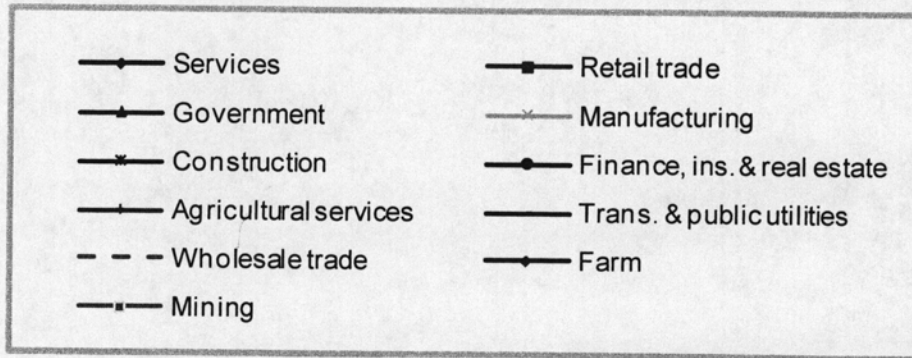 Services
Government
Construction
Agricultural services
Wholesale trade
Mining
Retail trade
Manufacturing
Finance, ins. & real estate
Trans. & public utilities
Farm